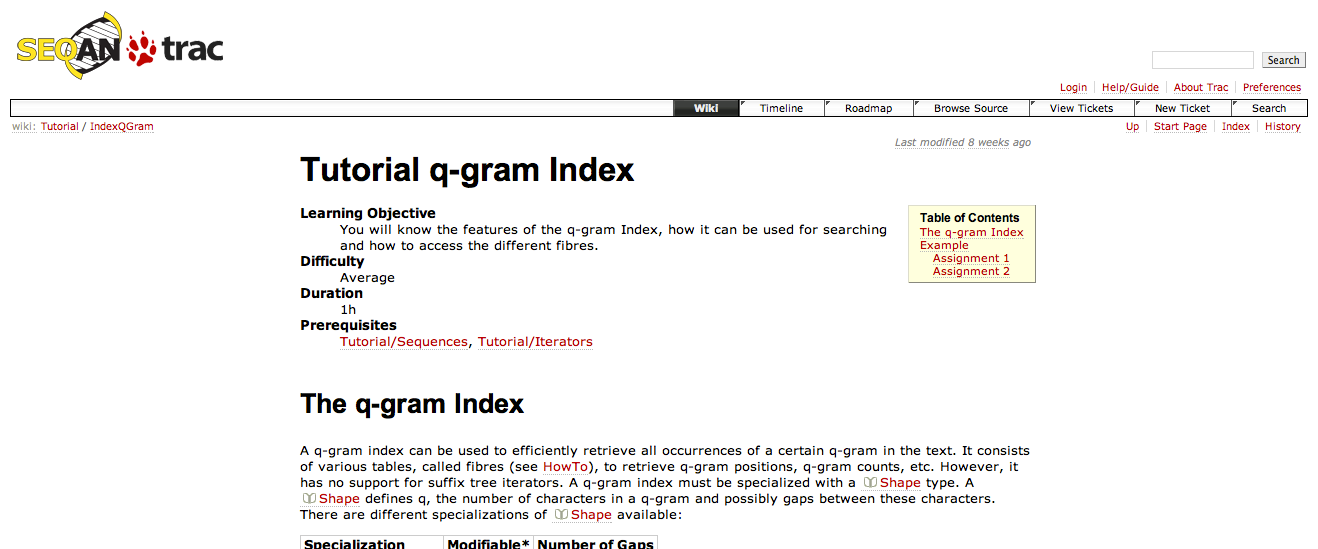 SEQAN trac
Search
Login Help/Guide About Trac Preferences
Wiki Timeline Roadmap Browse Source View Tickets New Ticket Search
wiki: Tutorial / IndexQGram
Up Start Page Index History
Last modified 8 weeks ago
Tutorial q-gram Index
Learning Objective
You will know the features of the q-gram Index, how it can be used for searching
and how to access the different fibres.
Difficulty
Average
Duration
1h
Prerequisites
Tutorial/Sequences, Tutorial/Iterators
Table of Contents
The q-gram Index
Example
Assignment 1
Assignment 2
The q-gram Index
A q-gram index can be used to efficiently retrieve all occurrences of a certain q-gram in the text. It consists
of various tables, called fibres (see HowTo), to retrieve q-gram positions, q-gram counts, etc. However, it
has no support for suffix tree iterators. A q-gram index must be specialized with a Shape type. A
Shape defines q, the number of characters in a q-gram and possibly gaps between these characters.
There are different specializations of Shape available:
Specialization Modifiable* Number of Gaps